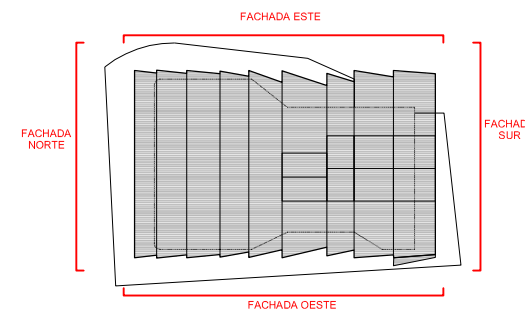 FACHADA ESTE
FACHADA
NORTE
FACHAD
SUR
FACHADA OESTE